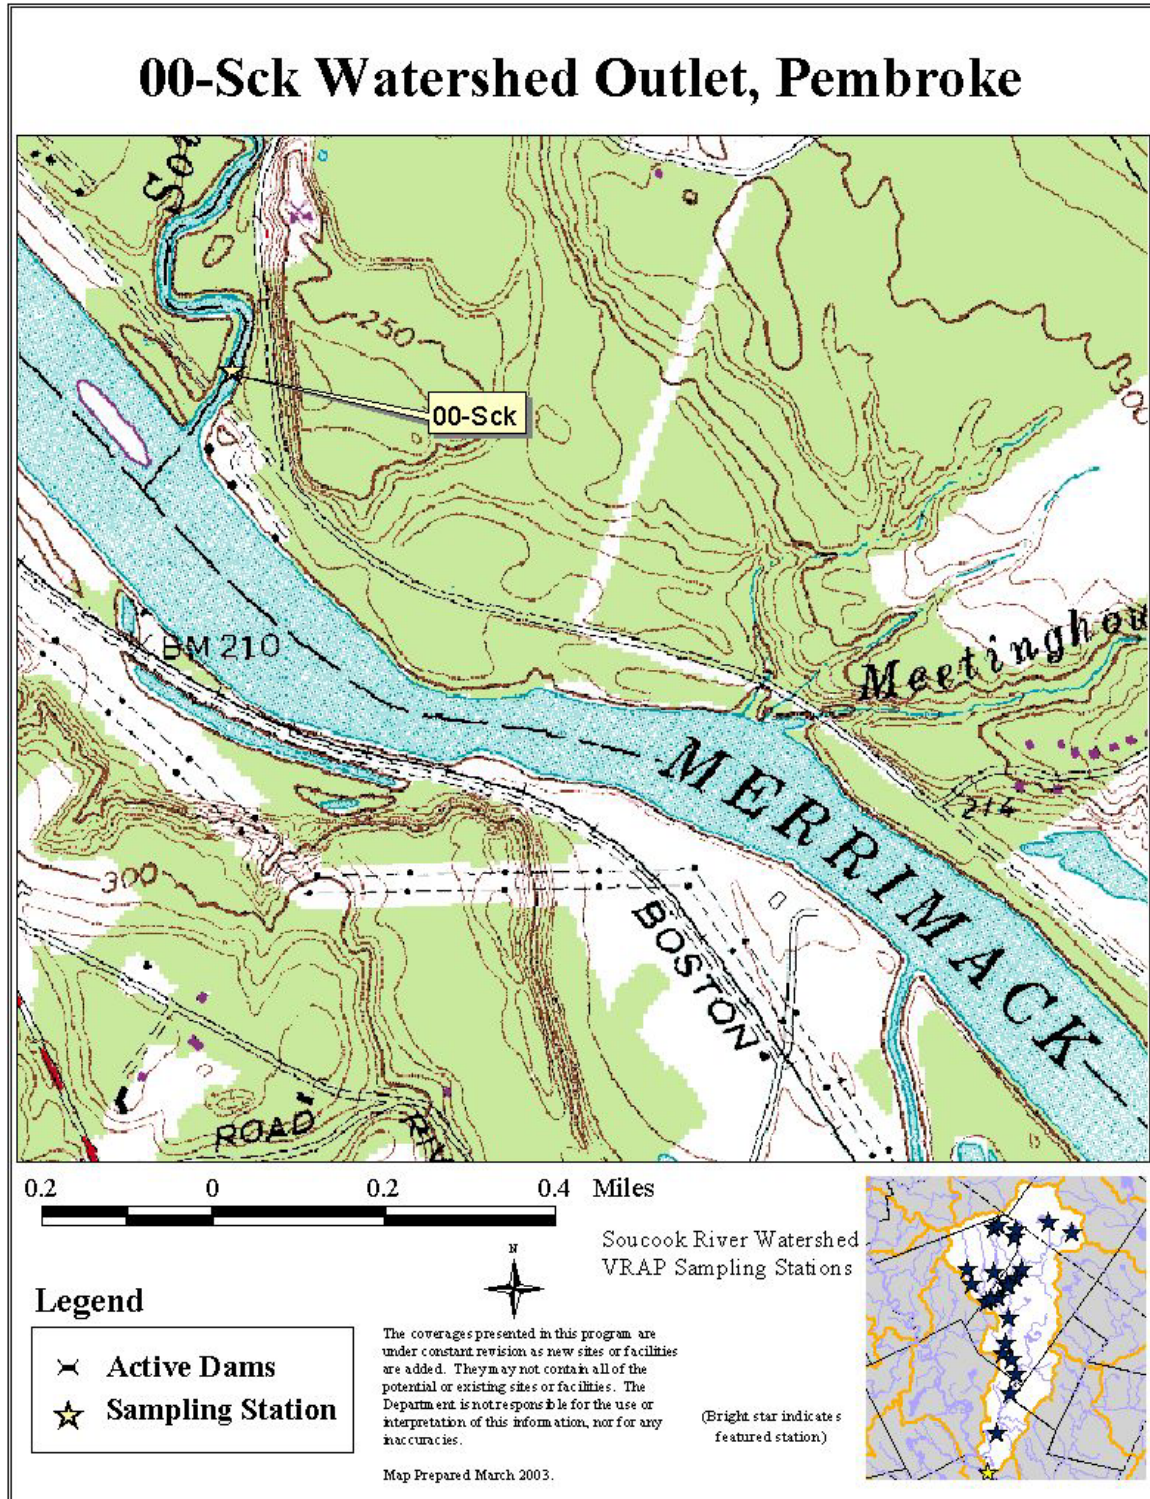 00-Sck Watershed Outlet, Pembroke
250
00-Sck
300
BM 210
Meetinghou
MERRIMACK
214
300
BOSTON
ROAD
RIV
0.2 0 0.2 0.4 Miles
Soucook River Watershed
VRAP Sampling Stations
N
Legend
Active Dams
Sampling Station
The coverages presented in this program are
under constant revision as new sites or facilities
are added. They may not contain all of the
potential or existing sites or facilities. The
Department is not responsible for the use or
interpretation of this information, nor for any
inaccuracies.
Map Prepared March 2003.
(Bright star indicates
featured station)